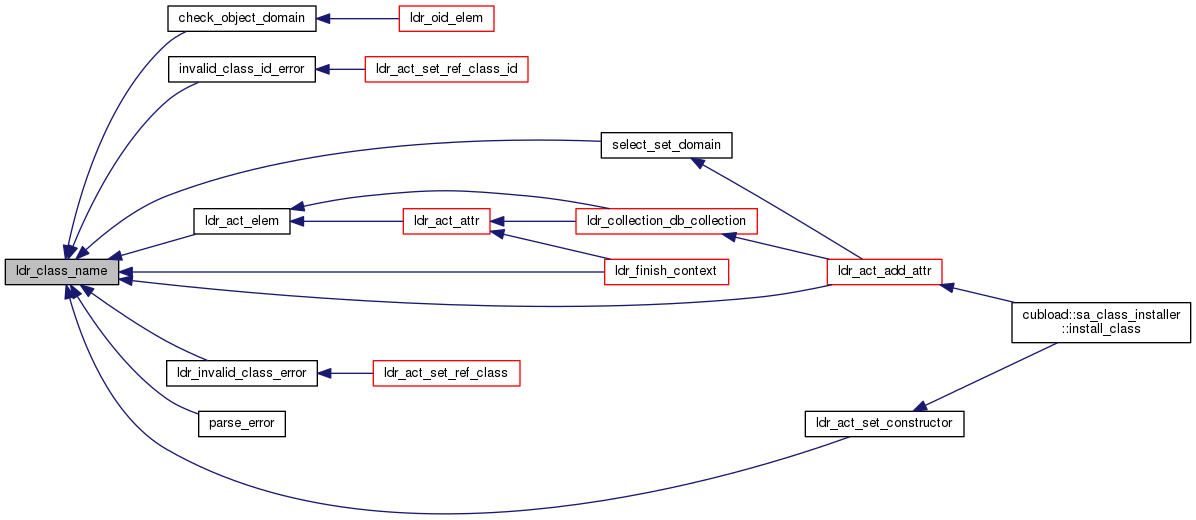 check_object_domain
ldr_oid_elem
invalid_class_id_error
ldr_act_set_ref_class_id
select_set_domain
ldr_act_elem
ldr_act_attr
ldr_collection_db_collection
ldr_class_name
ldr_finish_context
ldr_act_add_attr
cubload::sa_class_installer
::install_class
ldr_invalid_class_error
ldr_act_set_ref_class
parse_error
ldr_act_set_constructor